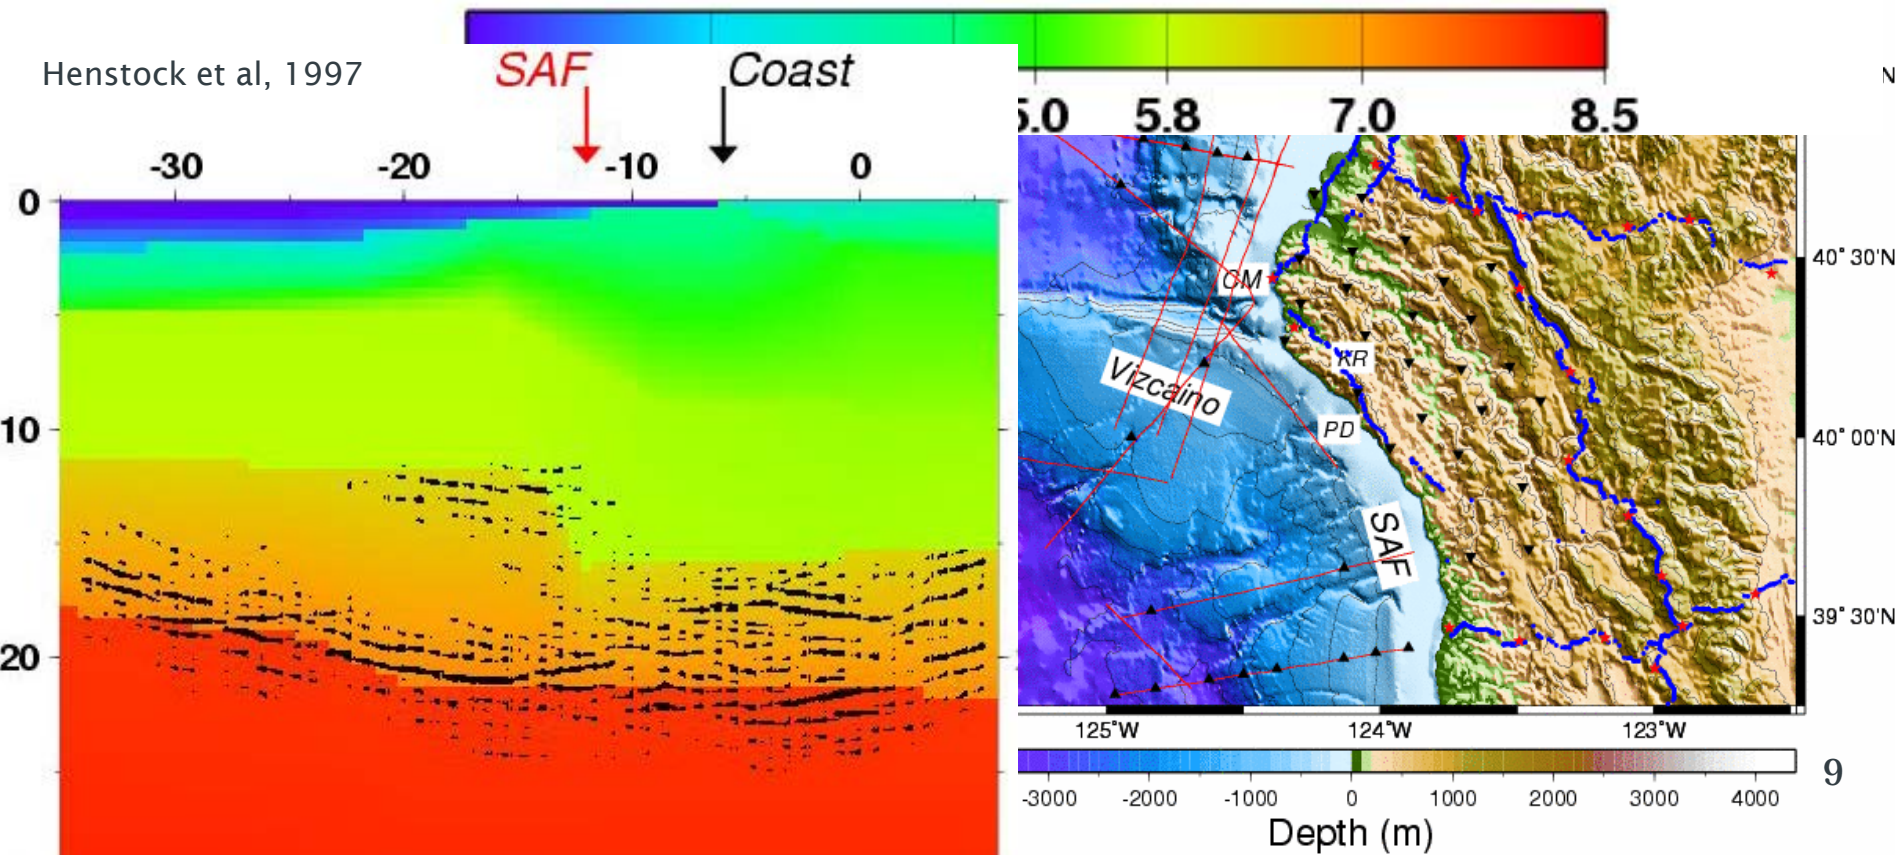 Henstock et al, 1997
SAF Coast
-30 -20 -10 0
0
10
20
5.0 5.8 7.0 8.5
N
40°30'N
40°00'N
39°30'N
CM
KR
Vizcaino
PD
SAF
125°W 124°W 123°W
-3000 -2000 -1000 0 1000 2000 3000 4000
Depth (m)
9